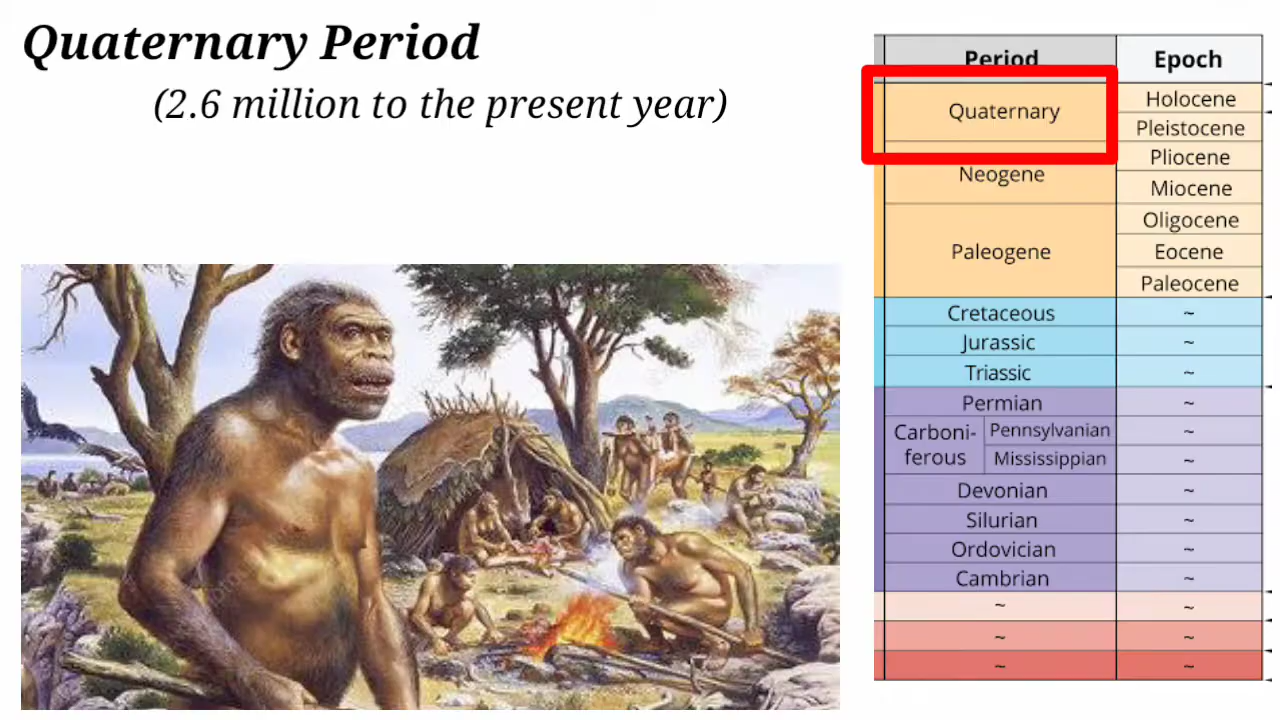 Quaternary Period
(2.6 million to the present year)
Period Epoch
Quaternary Holocene
Pleistocene
Neogene Pliocene
Miocene
Paleogene Oligocene
Eocene
Paleocene
Cretaceous ~
Jurassic ~
Triassic ~
Permian ~
Carboni-
ferous
Pennsylvanian ~
Mississippian ~
Devonian ~
Silurian ~
Ordovician ~
Cambrian ~
~ ~
~ ~
~ ~